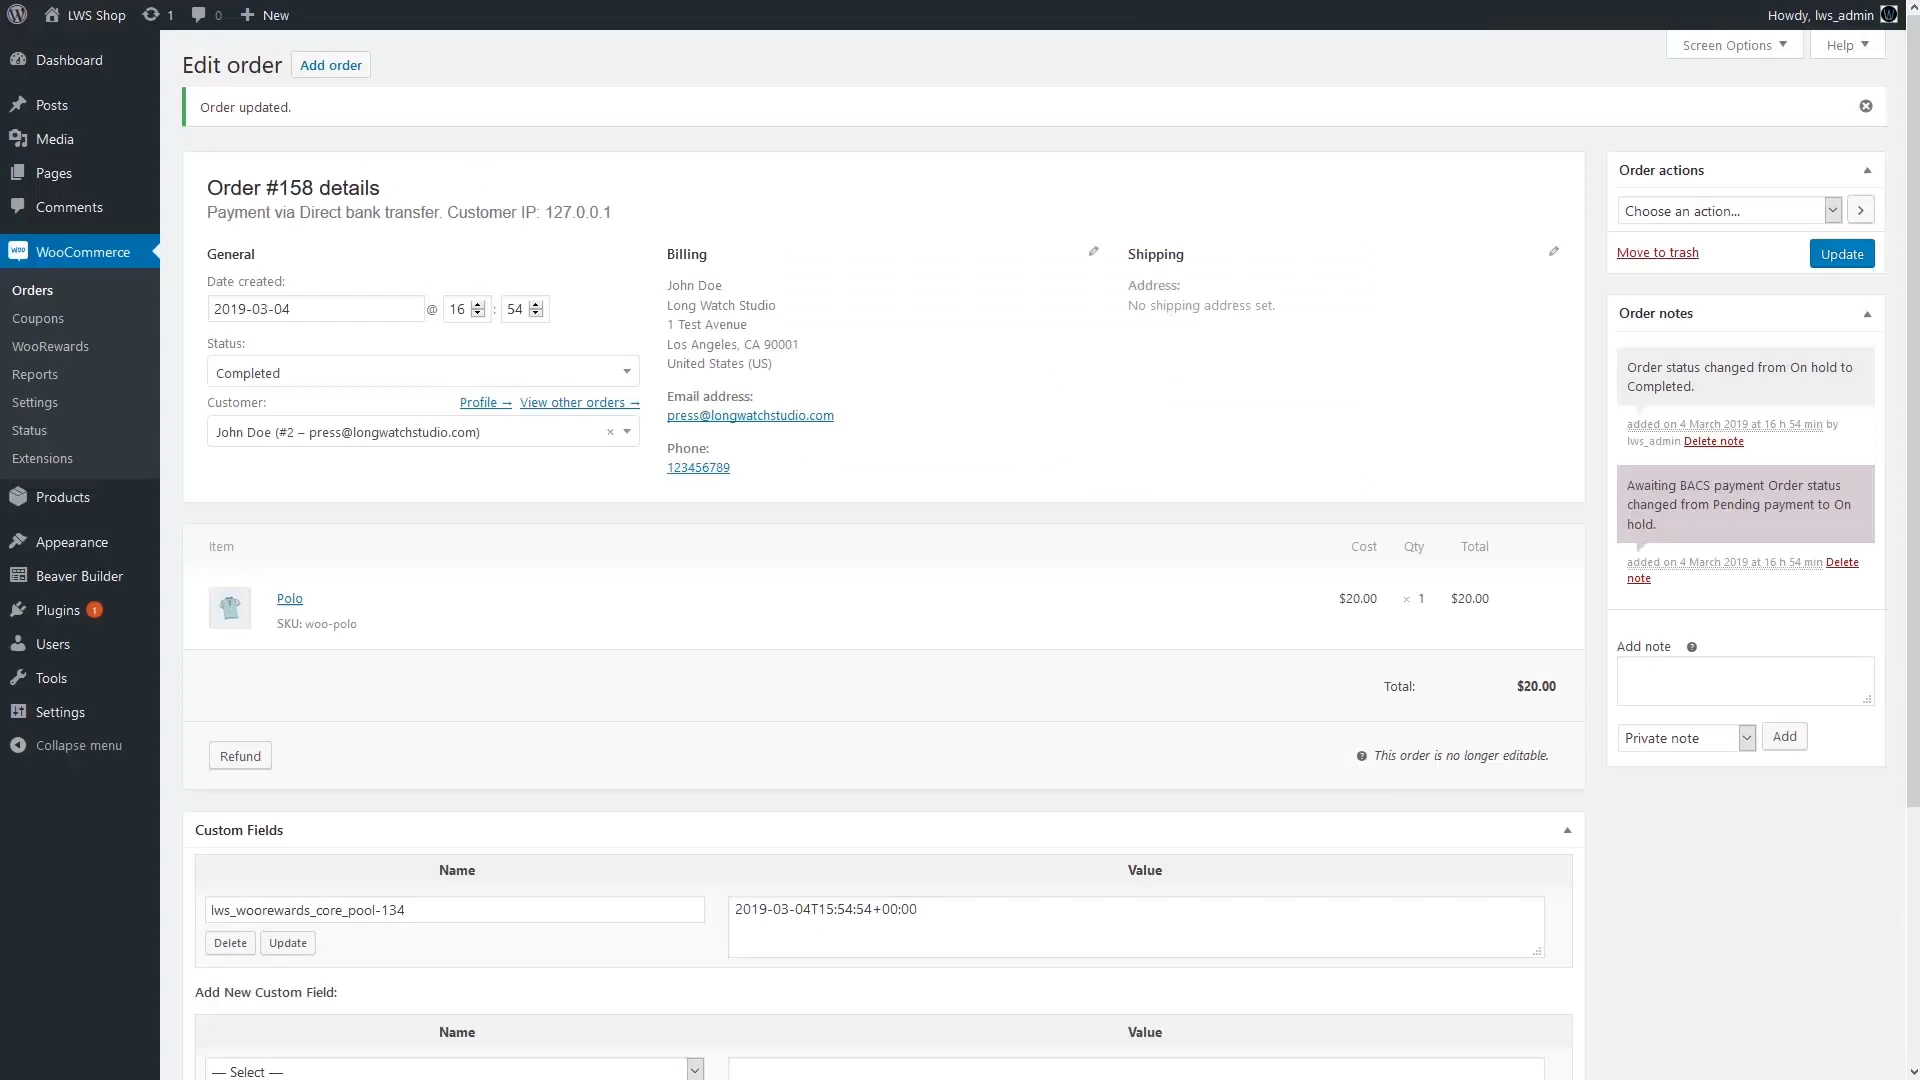 LWS Shop
1
0
New
Howdy, lws_admin
Dashboard
Posts
Media
Pages
Comments
WooCommerce
Orders
Coupons
WooRewards
Reports
Settings
Status
Extensions
Products
Appearance
Beaver Builder
Plugins 1
Users
Tools
Settings
Collapse menu
Screen Options
Help
Edit order
Add order
Order updated.
Order #158 details
Payment via Direct bank transfer. Customer IP: 127.0.0.1
General
Date created:
2019-03-04 @ 16 : 54
Status:
Completed
Customer:
Profile →
View other orders →
John Doe (#2 – press@longwatchstudio.com) ×
Billing
John Doe
Long Watch Studio
1 Test Avenue
Los Angeles, CA 90001
United States (US)
Email address:
press@longwatchstudio.com
Phone:
123456789
Shipping
Address:
No shipping address set.
Item Cost Qty Total
Polo $20.00 × 1 $20.00
SKU: woo-polo
Total: $20.00
Refund
This order is no longer editable.
Custom Fields
Name Value
lws_woorewards_core_pool-134
2019-03-04T15:54:54+00:00
Delete Update
Add New Custom Field:
Name Value
— Select —
Order actions
Choose an action...
Move to trash
Update
Order notes
Order status changed from On hold to
Completed.
added on 4 March 2019 at 16 h 54 min by
lws_admin Delete note
Awaiting BACS payment Order status
changed from Pending payment to On
hold.
added on 4 March 2019 at 16 h 54 min Delete
note
Add note
Private note
Add